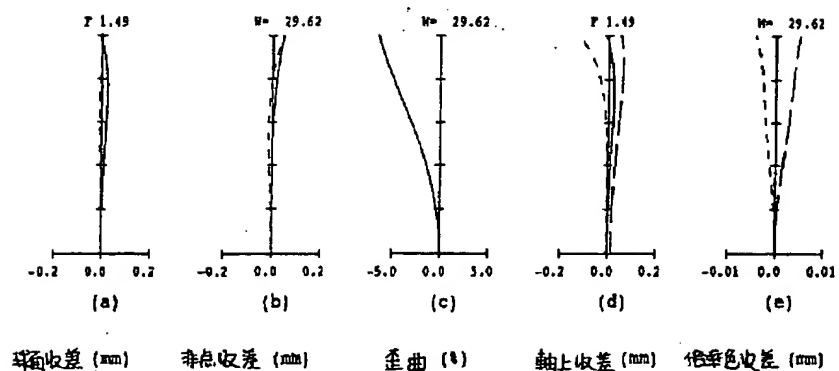 F 1.49 W= 29.62 W= 29.62 F 1.49 W= 29.62
-0.2 0.0 0.2 -0.2 0.0 0.2 -5.0 0.0 5.0 -0.2 0.0 0.2 -0.01 0.0 0.01
(a) (b) (c) (d) (e)
球面収差 (mm) 非点収差 (mm) 歪曲 (%) 軸上収差 (mm) 倍率色収差 (mm)